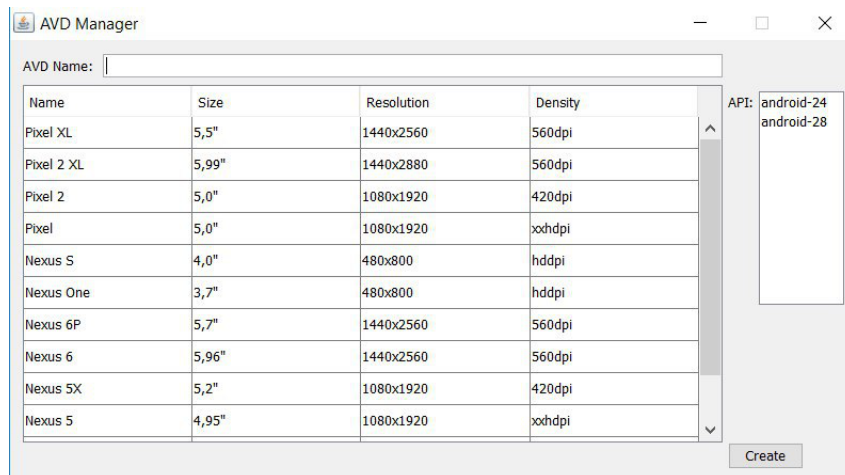 AVD Manager
AVD Name:
Name Size Resolution Density
API: android-24
android-28
Pixel XL 5,5" 1440x2560 560dpi
Pixel 2 XL 5,99" 1440x2880 560dpi
Pixel 2 5,0" 1080x1920 420dpi
Pixel 5,0" 1080x1920 xxhdpi
Nexus S 4,0" 480x800 hddpi
Nexus One 3,7" 480x800 hddpi
Nexus 6P 5,7" 1440x2560 560dpi
Nexus 6 5,96" 1440x2560 560dpi
Nexus 5X 5,2" 1080x1920 420dpi
Nexus 5 4,95" 1080x1920 xxhdpi
Create